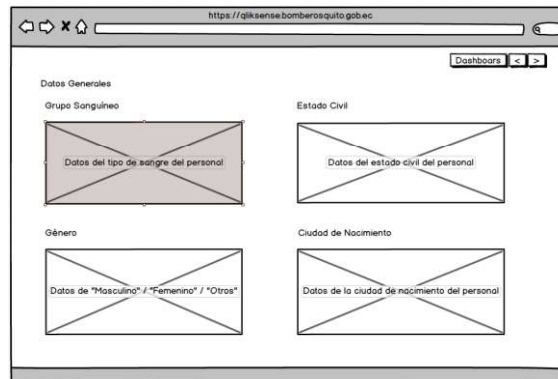 https://qliksense.bomberosquito.gob.ec
Dashboars < >
Datos Generales
Grupo Sanguíneo
Estado Civil
Datos del tipo de sangre del personal
Datos del estado civil del personal
Género
Ciudad de Nacimiento
Datos de "Masculino" / "Femenino" / "Otros"
Datos de la ciudad de nacimiento del personal